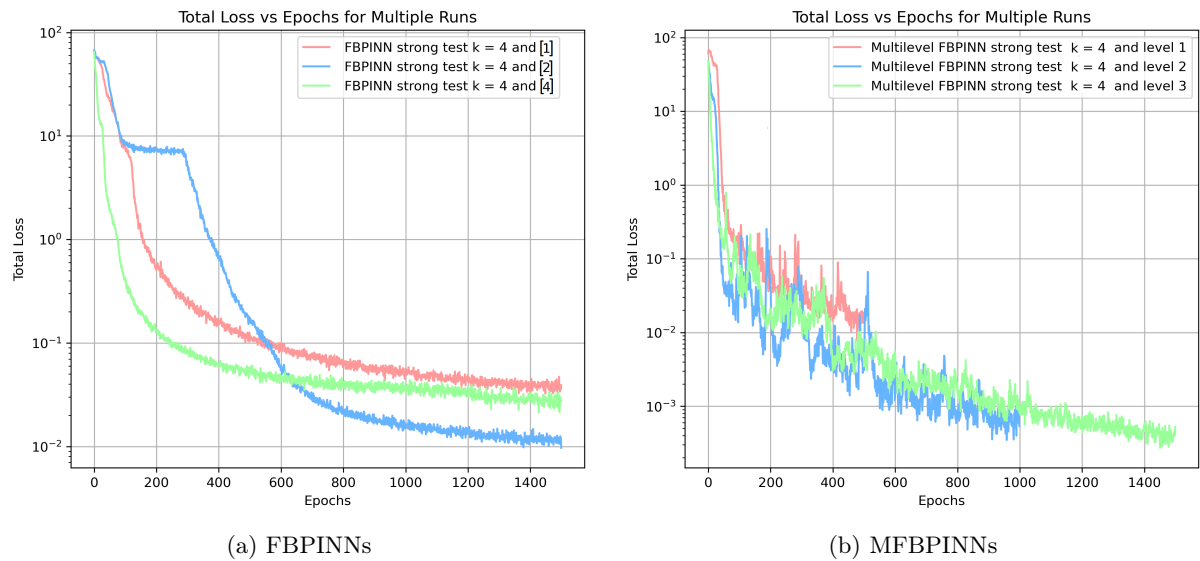 Total Loss vs Epochs for Multiple Runs
FBPINN strong test k = 4 and [1]
FBPINN strong test k = 4 and [2]
FBPINN strong test k = 4 and [4]
10²
10¹
10⁰
10⁻¹
10⁻²
Total Loss
0 200 400 600 800 1000 1200 1400
Epochs
(a) FBPINNs
Total Loss vs Epochs for Multiple Runs
Multilevel FBPINN strong test k = 4 and level 1
Multilevel FBPINN strong test k = 4 and level 2
Multilevel FBPINN strong test k = 4 and level 3
10²
10¹
10⁰
10⁻¹
10⁻²
10⁻³
Total Loss
0 200 400 600 800 1000 1200 1400
Epochs
(b) MFBPINNs